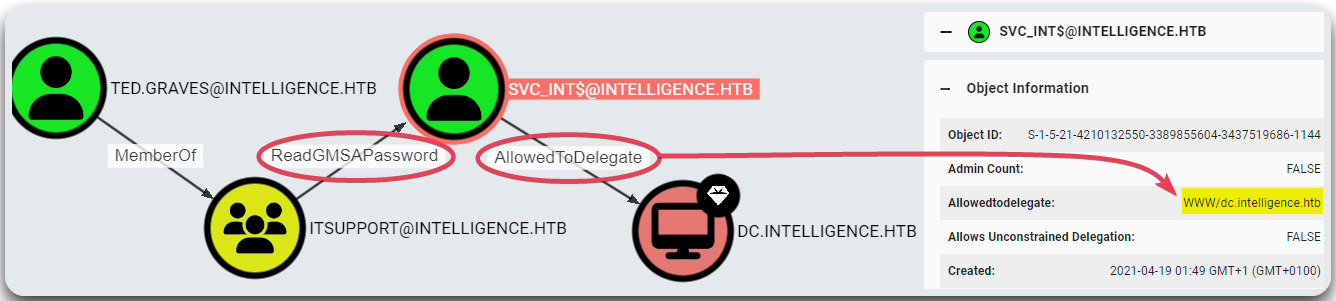 TED.GRAVES@INTELLIGENCE.HTB
MemberOf
ITSUPPORT@INTELLIGENCE.HTB
ReadGMSAPassword
SVC_INT$@INTELLIGENCE.HTB
AllowedToDelegate
DC.INTELLIGENCE.HTB
SVC_INT$@INTELLIGENCE.HTB
Object Information
Object ID: S-1-5-21-4210132550-3389855604-3437519686-1144
Admin Count: FALSE
Allowedtodelegate: WWW/dc.intelligence.htb
Allows Unconstrained Delegation: FALSE
Created: 2021-04-19 01:49 GMT+1 (GMT+0100)